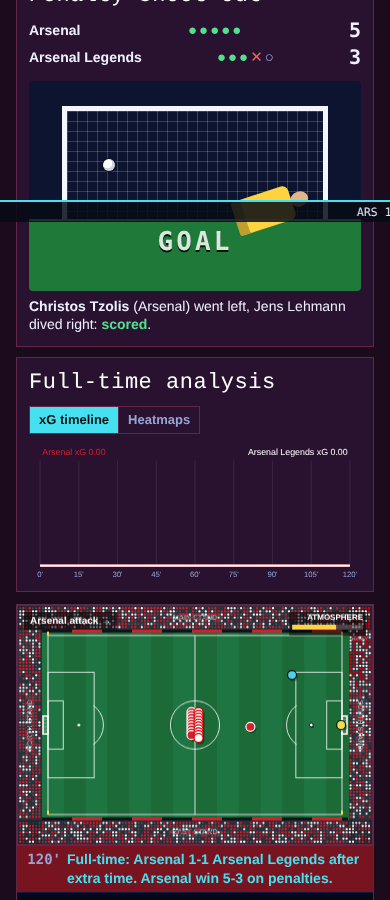 Penalty shoot-out
Arsenal 5
Arsenal Legends 3
ARS 1
GOAL
Christos Tzolis (Arsenal) went left, Jens Lehmann
dived right: scored.
Full-time analysis
xG timeline Heatmaps
Arsenal xG 0.00 Arsenal Legends xG 0.00
0' 15' 30' 45' 60' 75' 90' 105' 120'
Arsenal attack ATMOSPHERE
120' Full-time: Arsenal 1-1 Arsenal Legends after
extra time. Arsenal win 5-3 on penalties.